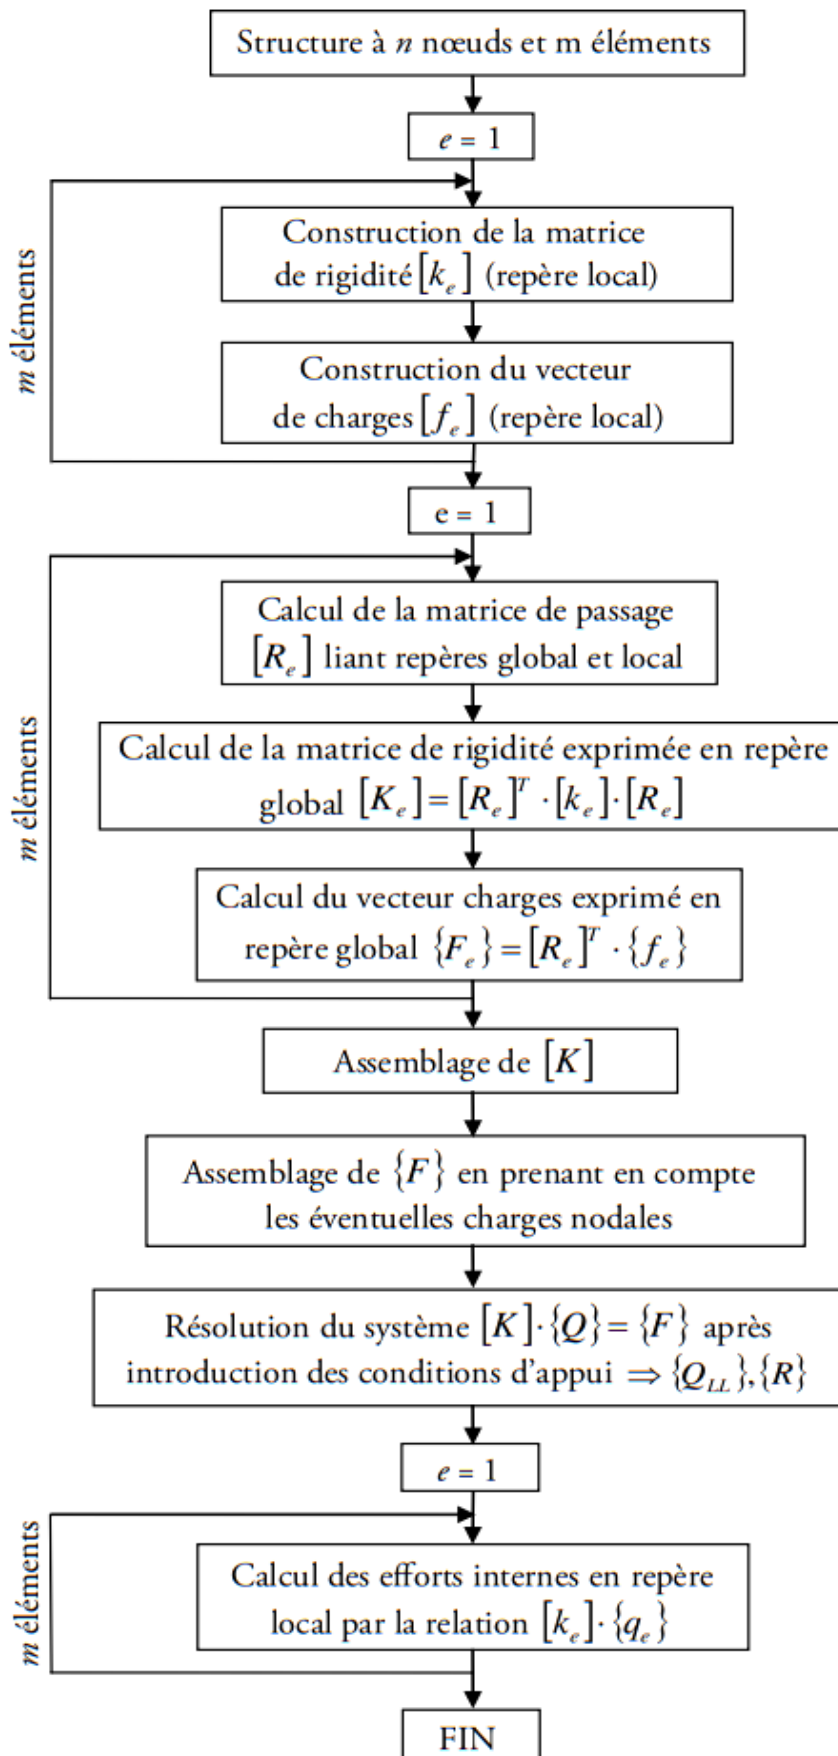 Structure à n nœuds et m éléments
e = 1
m éléments
Construction de la matrice
de rigidité [k_e] (repère local)
Construction du vecteur
de charges [f_e] (repère local)
e = 1
m éléments
Calcul de la matrice de passage
[R_e] liant repères global et local
Calcul de la matrice de rigidité exprimée en repère
global [K_e] = [R_e]^T · [k_e] · [R_e]
Calcul du vecteur charges exprimé en
repère global {F_e} = [R_e]^T · {f_e}
Assemblage de [K]
Assemblage de {F} en prenant en compte
les éventuelles charges nodales
Résolution du système [K]·{Q} = {F} après
introduction des conditions d'appui ⇒ {Q_LL},{R}
e = 1
m éléments
Calcul des efforts internes en repère
local par la relation [k_e]·{q_e}
FIN